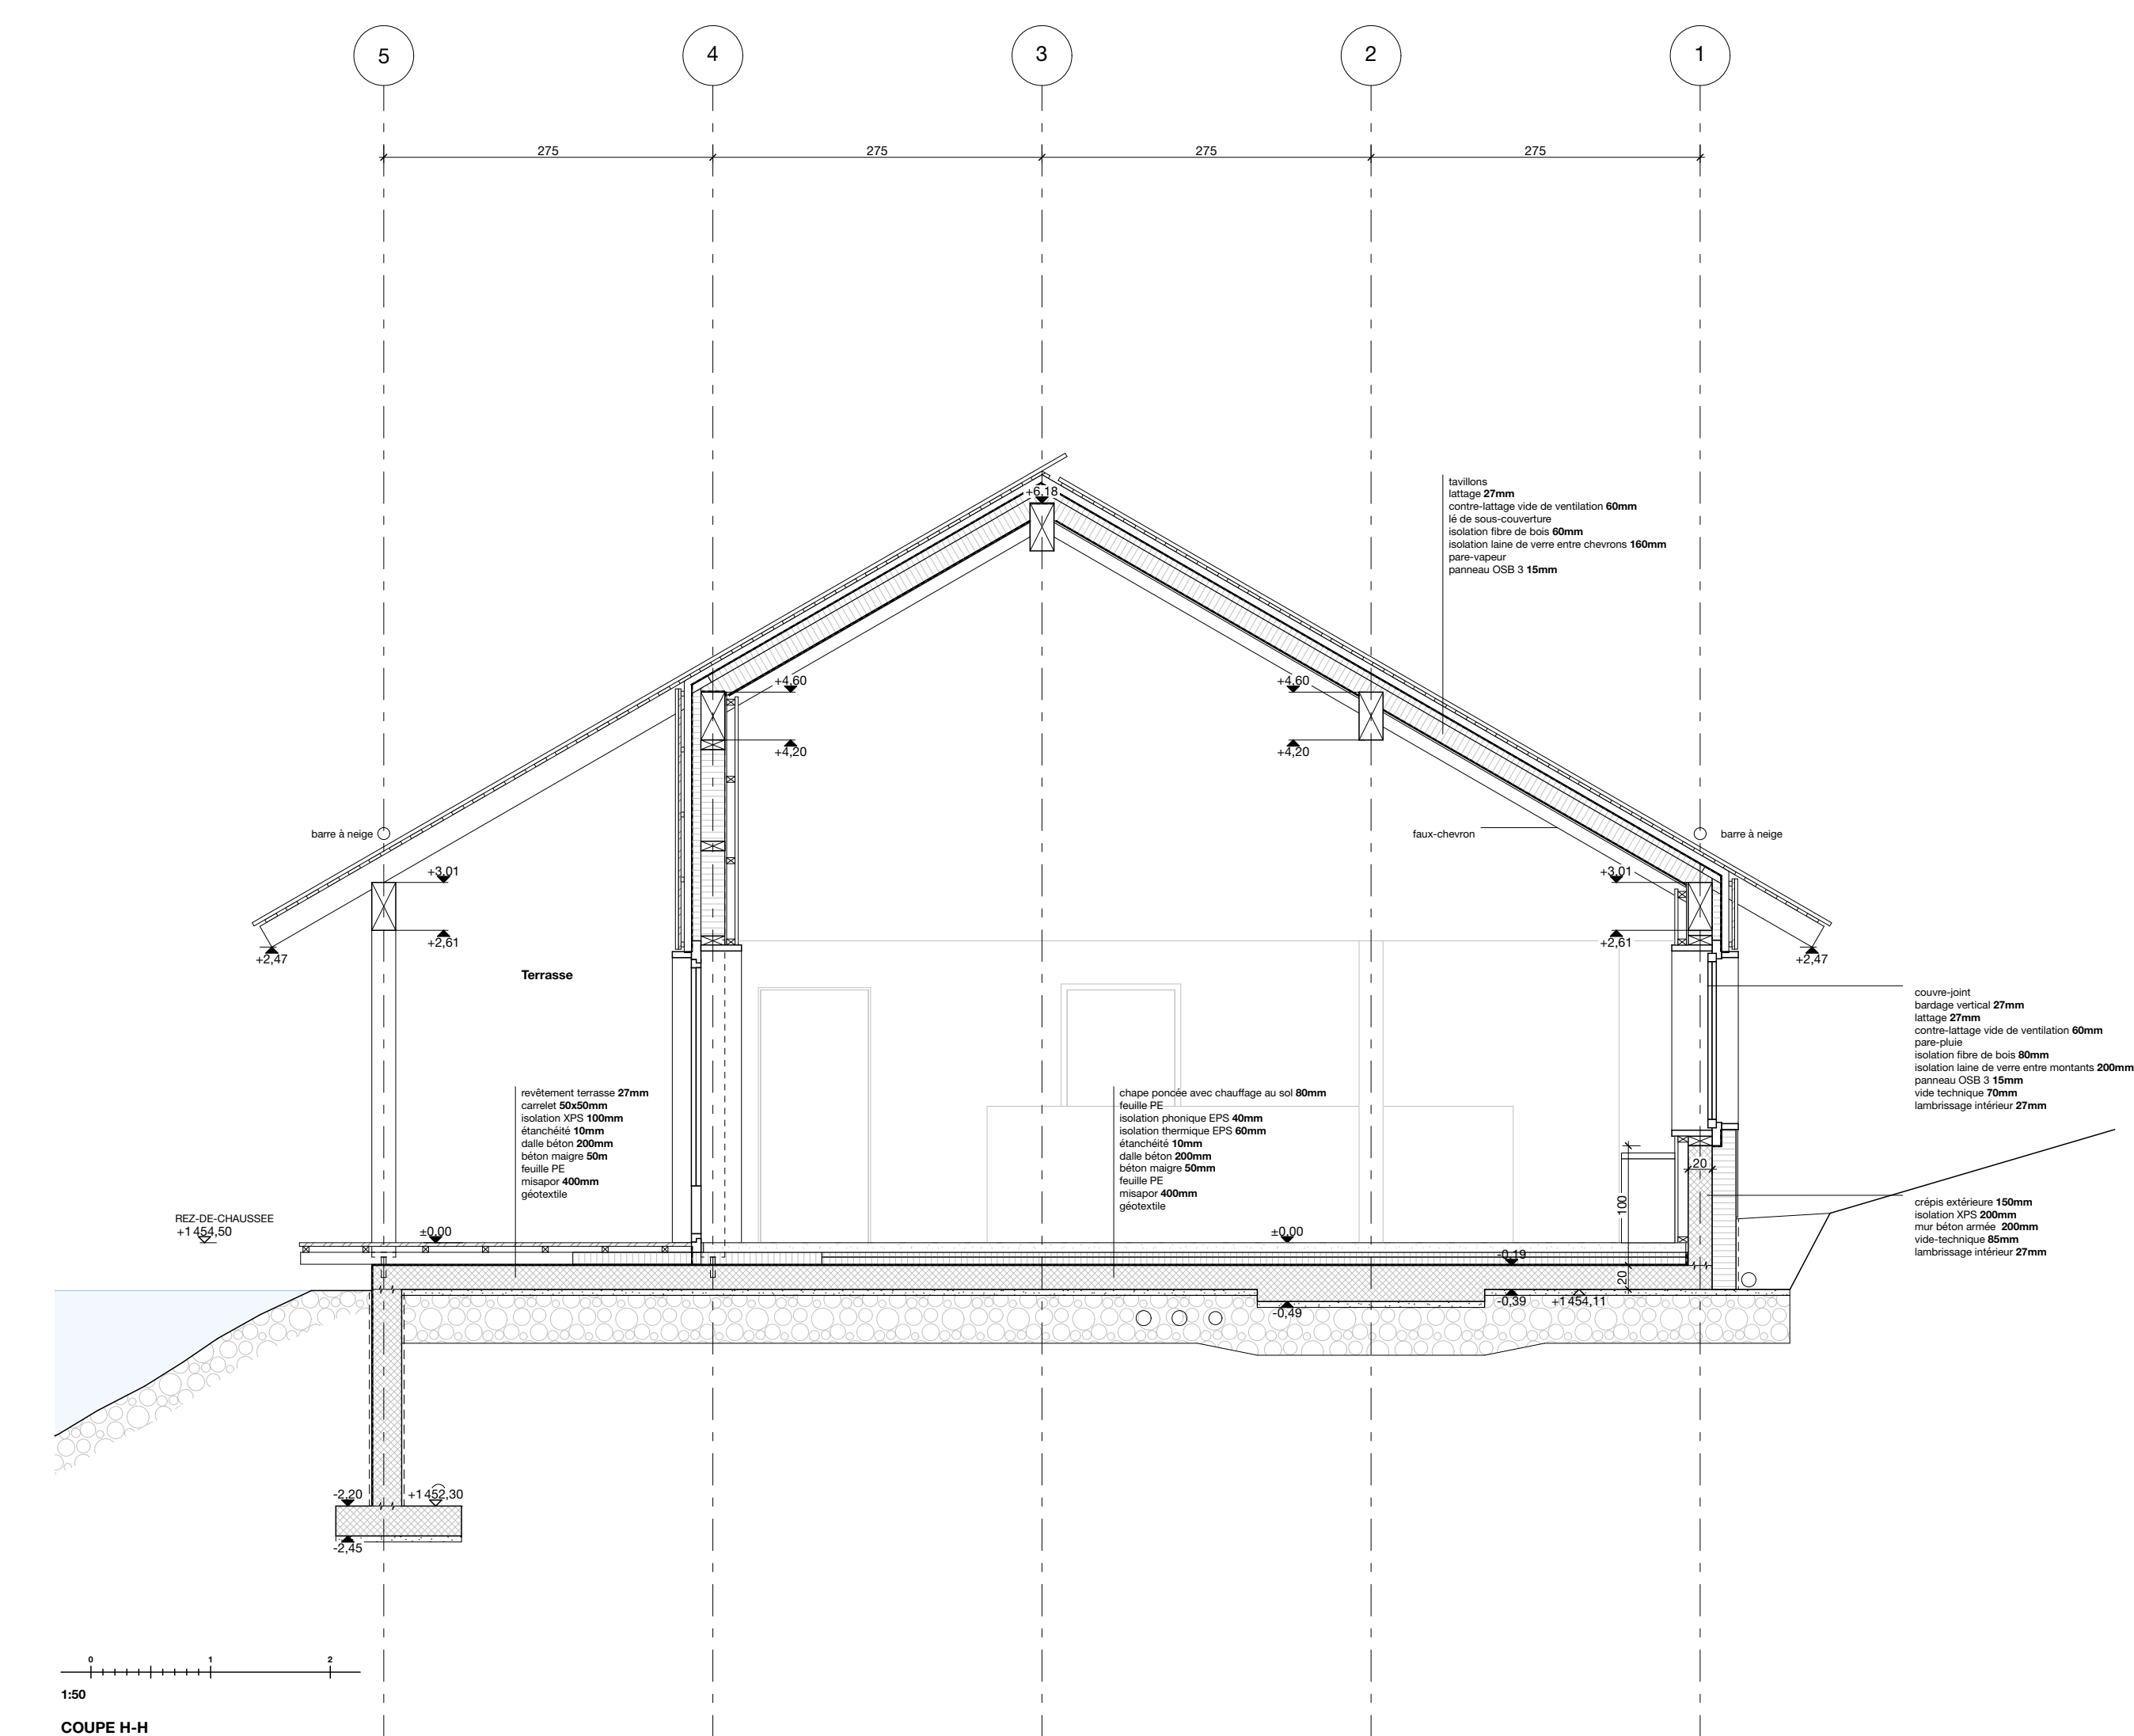 5
4
3
2
1
275
275
275
275
+6,18
tavillons
lattage 27mm
contre-lattage vide de ventilation 60mm
lé de sous-couverture
isolation fibre de bois 60mm
isolation laine de verre entre chevrons 160mm
pare-vapeur
panneau OSB 3 15mm
+4,60
+4,60
+4,20
+4,20
barre à neige
faux-chevron
barre à neige
+3,01
+3,01
+2,61
+2,61
+2,47
+2,47
Terrasse
couvre-joint
bardage vertical 27mm
lattage 27mm
contre-lattage vide de ventilation 60mm
pare-pluie
isolation fibre de bois 80mm
isolation laine de verre entre montants 200mm
panneau OSB 3 15mm
vide technique 70mm
lambrissage intérieur 27mm
revêtement terrasse 27mm
carrelet 50x50mm
isolation XPS 100mm
étanchéité 10mm
dalle béton 200mm
béton maigre 50m
feuille PE
misapor 400mm
géotextile
chape poncée avec chauffage au sol 80mm
feuille PE
isolation phonique EPS 40mm
isolation thermique EPS 60mm
étanchéité 10mm
dalle béton 200mm
béton maigre 50mm
feuille PE
misapor 400mm
géotextile
20
100
crépis extérieure 150mm
isolation XPS 200mm
mur béton armée 200mm
vide-technique 85mm
lambrissage intérieur 27mm
REZ-DE-CHAUSSEE
+1 454,50
±0,00
±0,00
-0,19
20
-0,39
+1 454,11
-0,49
-2,20
+1 452,30
-2,45
0
1
2
1:50
COUPE H-H